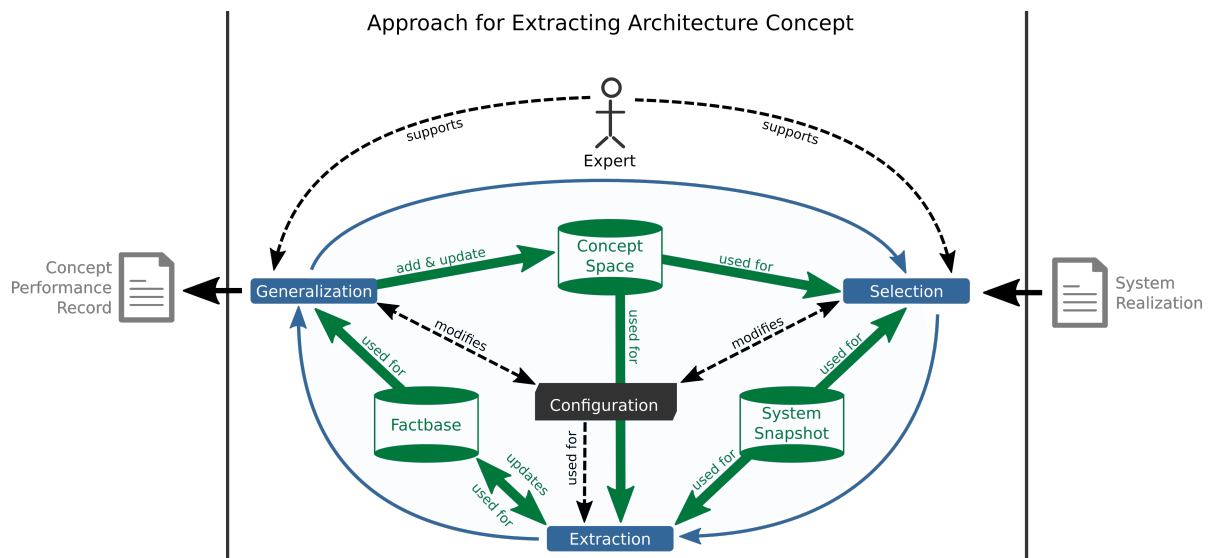 Approach for Extracting Architecture Concept
supports
supports
Expert
Concept
Space
add & update
used for
Concept
Performance
Record
Generalization
Selection
System
Realization
modifies
used for
modifies
used for
used for
Configuration
Factbase
System
Snapshot
used for
updates
used for
used for
Extraction